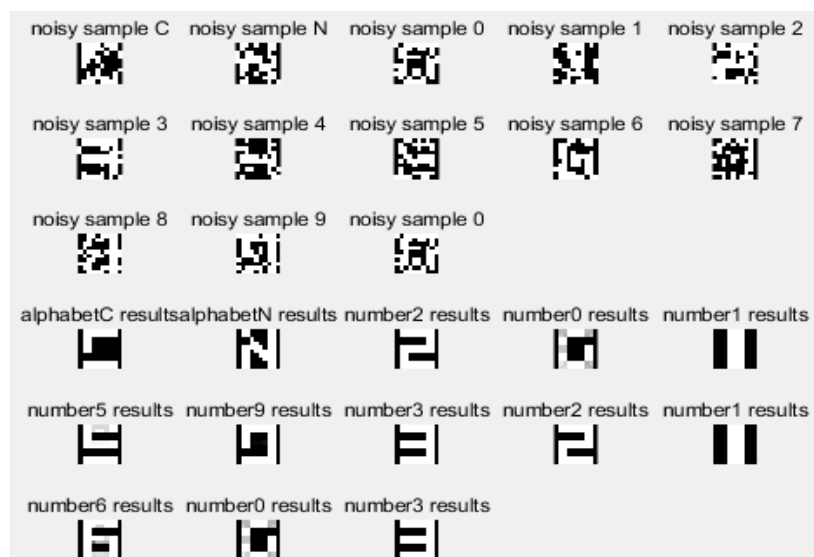 noisy sample C noisy sample N noisy sample 0 noisy sample 1 noisy sample 2
noisy sample 3 noisy sample 4 noisy sample 5 noisy sample 6 noisy sample 7
noisy sample 8 noisy sample 9 noisy sample 0
alphabetC results alphabetN results number2 results number0 results number1 results
number5 results number9 results number3 results number2 results number1 results
number6 results number0 results number3 results